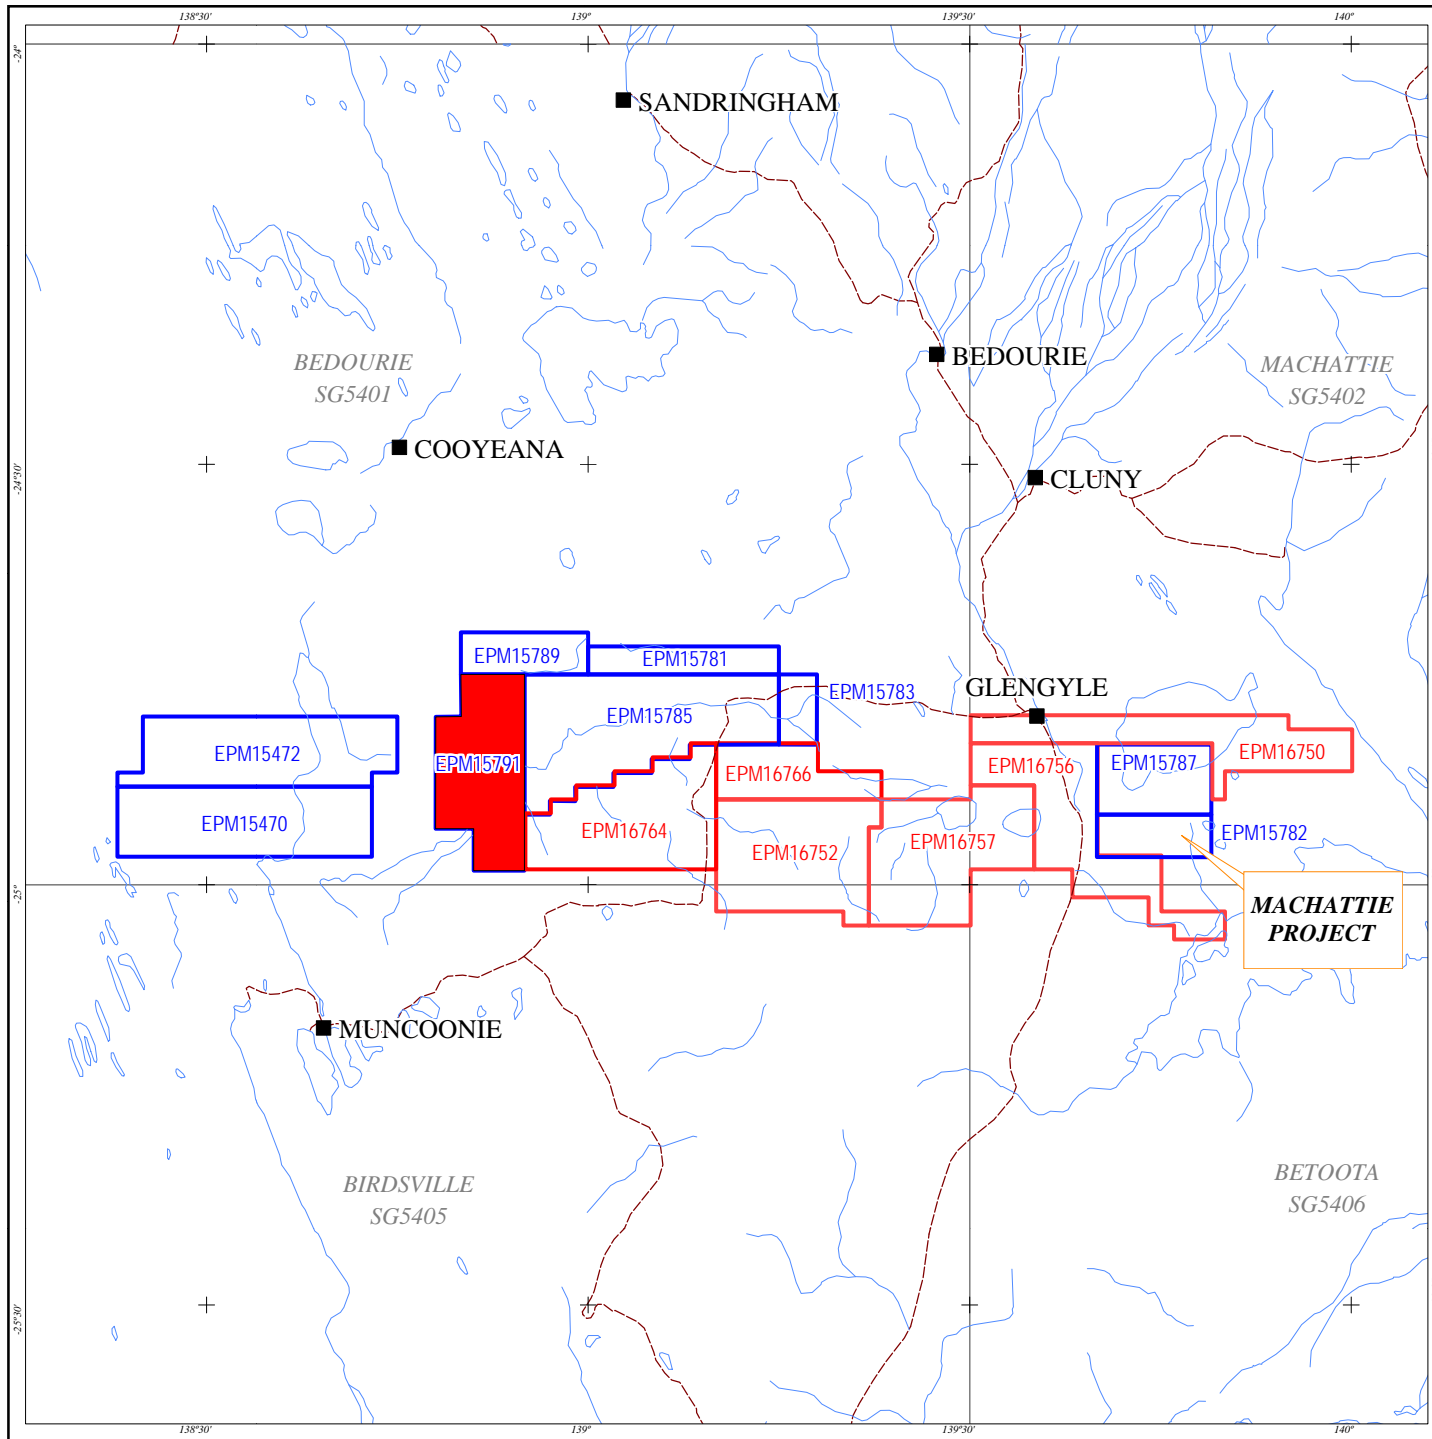 138°30'
139°
139°30'
140°
-24°
SANDRINGHAM
BEDOURIE
SG5401
BEDOURIE
MACHATTIE
SG5402
COOYEANA
-24°30'
CLUNY
EPM15789
EPM15781
EPM15783
GLENGYLE
EPM15785
EPM15472
EPM15791
EPM16766
EPM16756
EPM15787
EPM16750
EPM15470
EPM16764
EPM16752
EPM16757
EPM15782
-25°
MACHATTIE
PROJECT
MUNCOONIE
BIRDSVILLE
SG5405
BETOOTA
SG5406
-25°30'
138°30'
139°
139°30'
140°